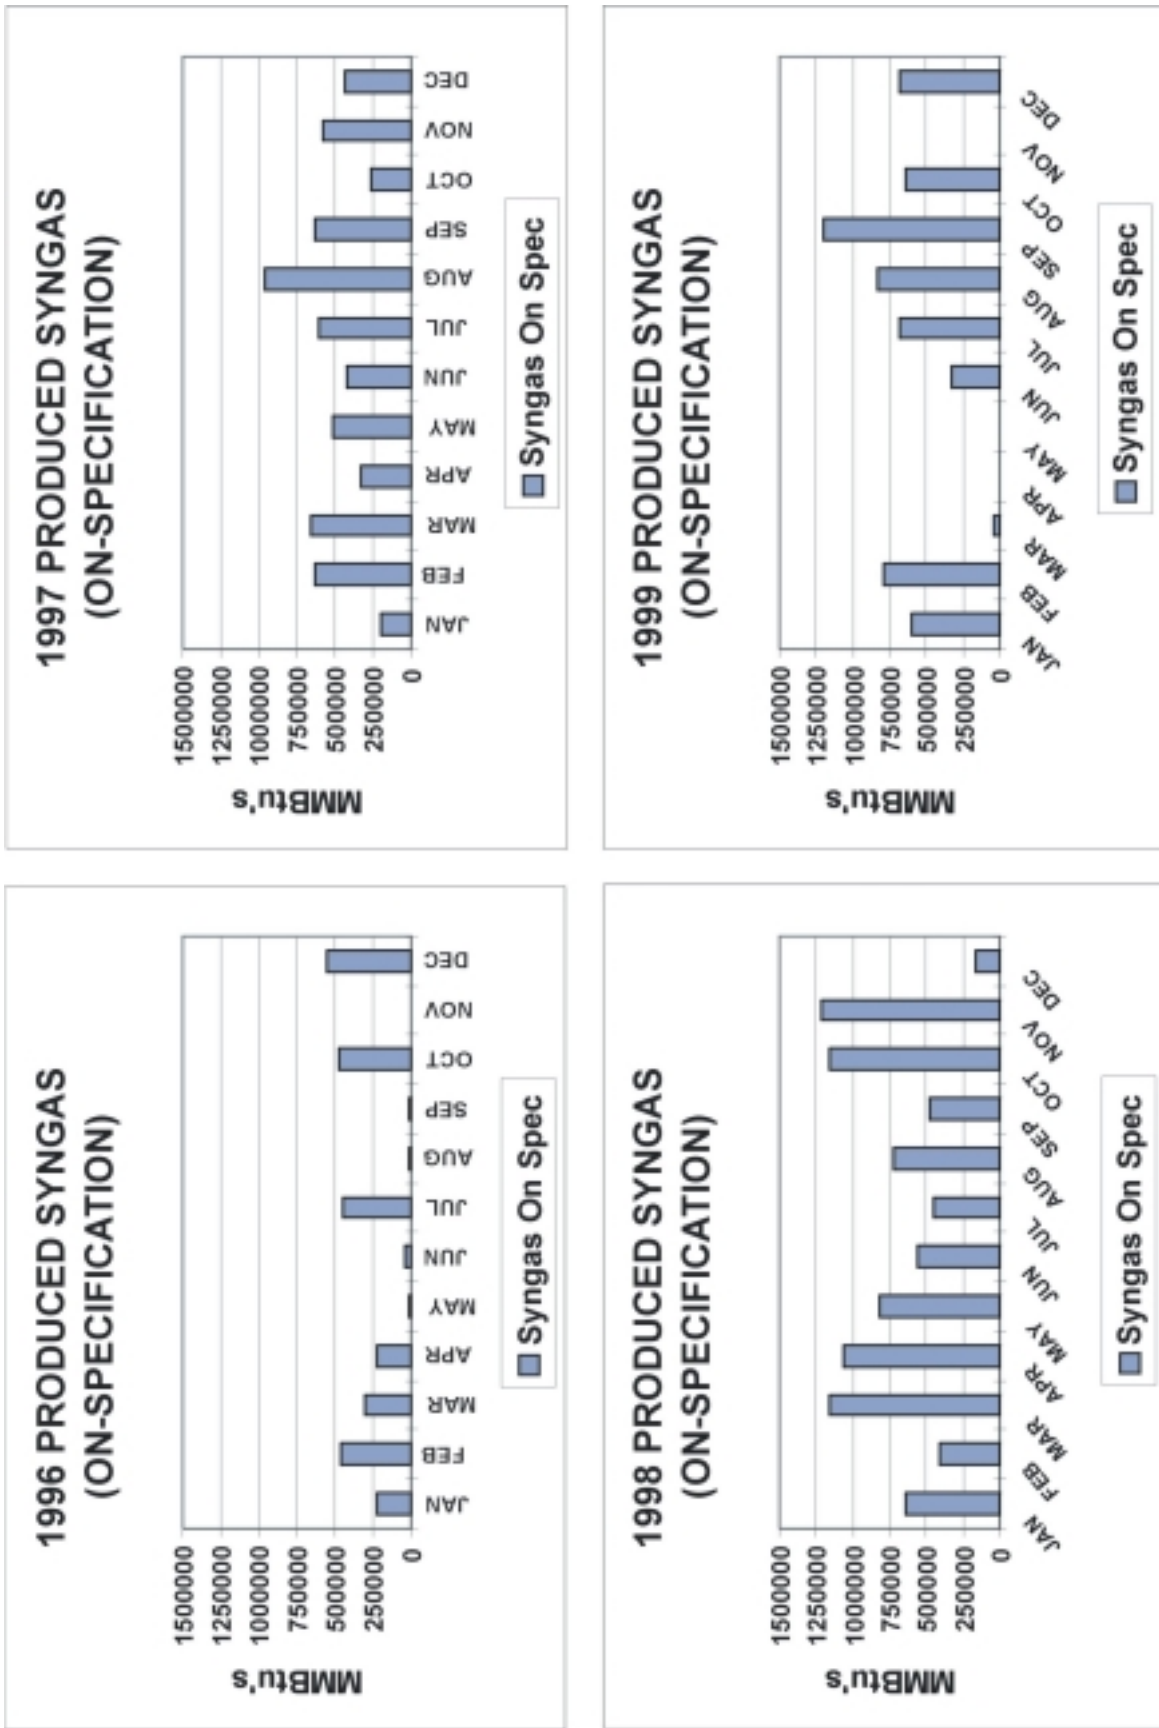 1996 PRODUCED SYNGAS
(ON-SPECIFICATION)
MMBtu's
1500000
1250000
1000000
750000
500000
250000
0
JAN
FEB
MAR
APR
MAY
JUN
JUL
AUG
SEP
OCT
NOV
DEC
Syngas On Spec
1997 PRODUCED SYNGAS
(ON-SPECIFICATION)
MMBtu's
1500000
1250000
1000000
750000
500000
250000
0
JAN
FEB
MAR
APR
MAY
JUN
JUL
AUG
SEP
OCT
NOV
DEC
Syngas On Spec
1998 PRODUCED SYNGAS
(ON-SPECIFICATION)
MMBtu's
1500000
1250000
1000000
750000
500000
250000
0
JAN
FEB
MAR
APR
MAY
JUN
JUL
AUG
SEP
OCT
NOV
DEC
Syngas On Spec
1999 PRODUCED SYNGAS
(ON-SPECIFICATION)
MMBtu's
1500000
1250000
1000000
750000
500000
250000
0
JAN
FEB
MAR
APR
MAY
JUN
JUL
AUG
SEP
OCT
NOV
DEC
Syngas On Spec